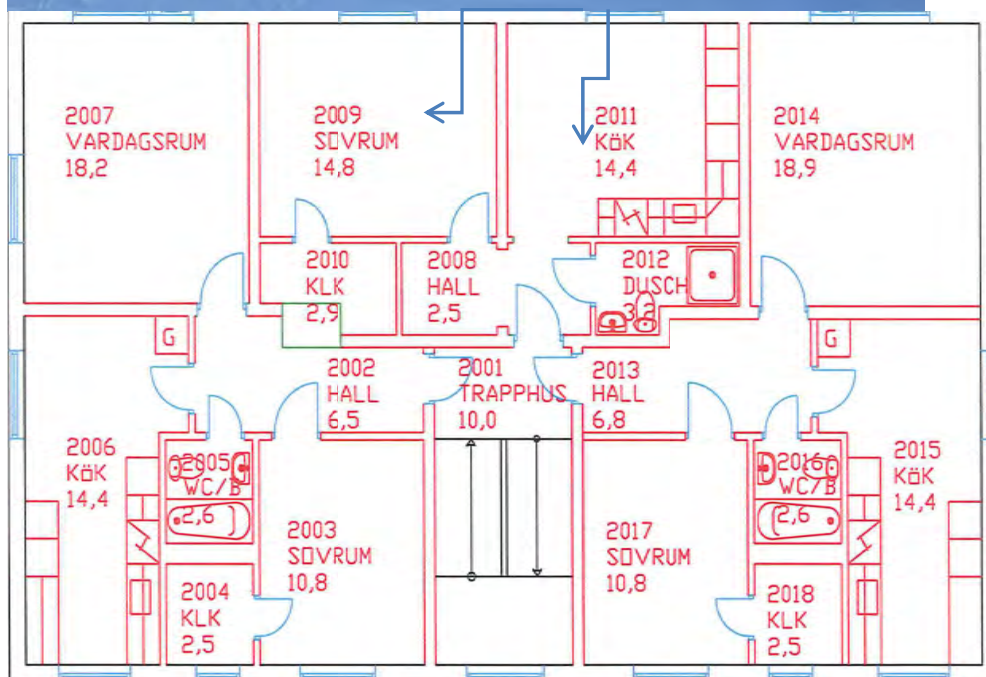 2007
VARDAGSRUM
18,2
2009
SOVRUM
14,8
2011
KöK
14,4
2014
VARDAGSRUM
18,9
2010
KLK
2,9
2008
HALL
2,5
2012
DUSCH
3,2
G
2002
HALL
6,5
2001
TRAPPHUS
10,0
2013
HALL
6,8
G
2006
KöK
14,4
2005
WC/B
2,6
2003
SOVRUM
10,8
2004
KLK
2,5
2017
SOVRUM
10,8
2016
WC/B
2,6
2018
KLK
2,5
2015
KöK
14,4